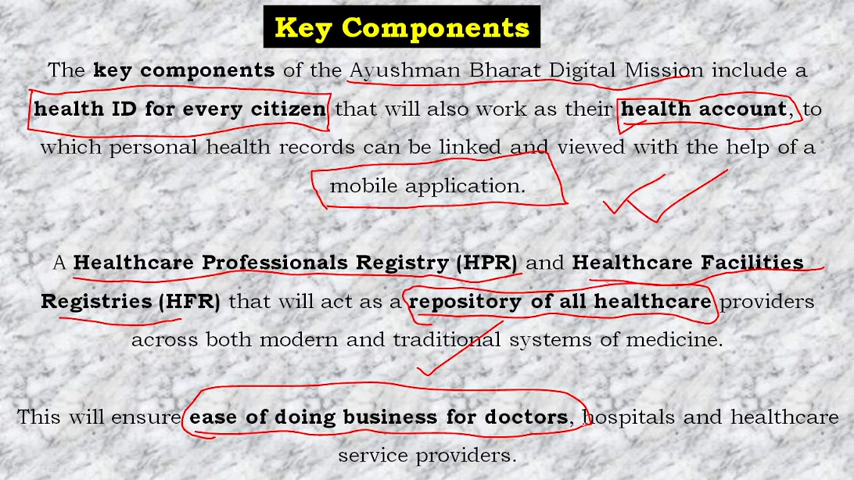 Key Components
The key components of the Ayushman Bharat Digital Mission include a
health ID for every citizen that will also work as their health account, to
which personal health records can be linked and viewed with the help of a
mobile application.
A Healthcare Professionals Registry (HPR) and Healthcare Facilities
Registries (HFR) that will act as a repository of all healthcare providers
across both modern and traditional systems of medicine.
This will ensure ease of doing business for doctors, hospitals and healthcare
service providers.